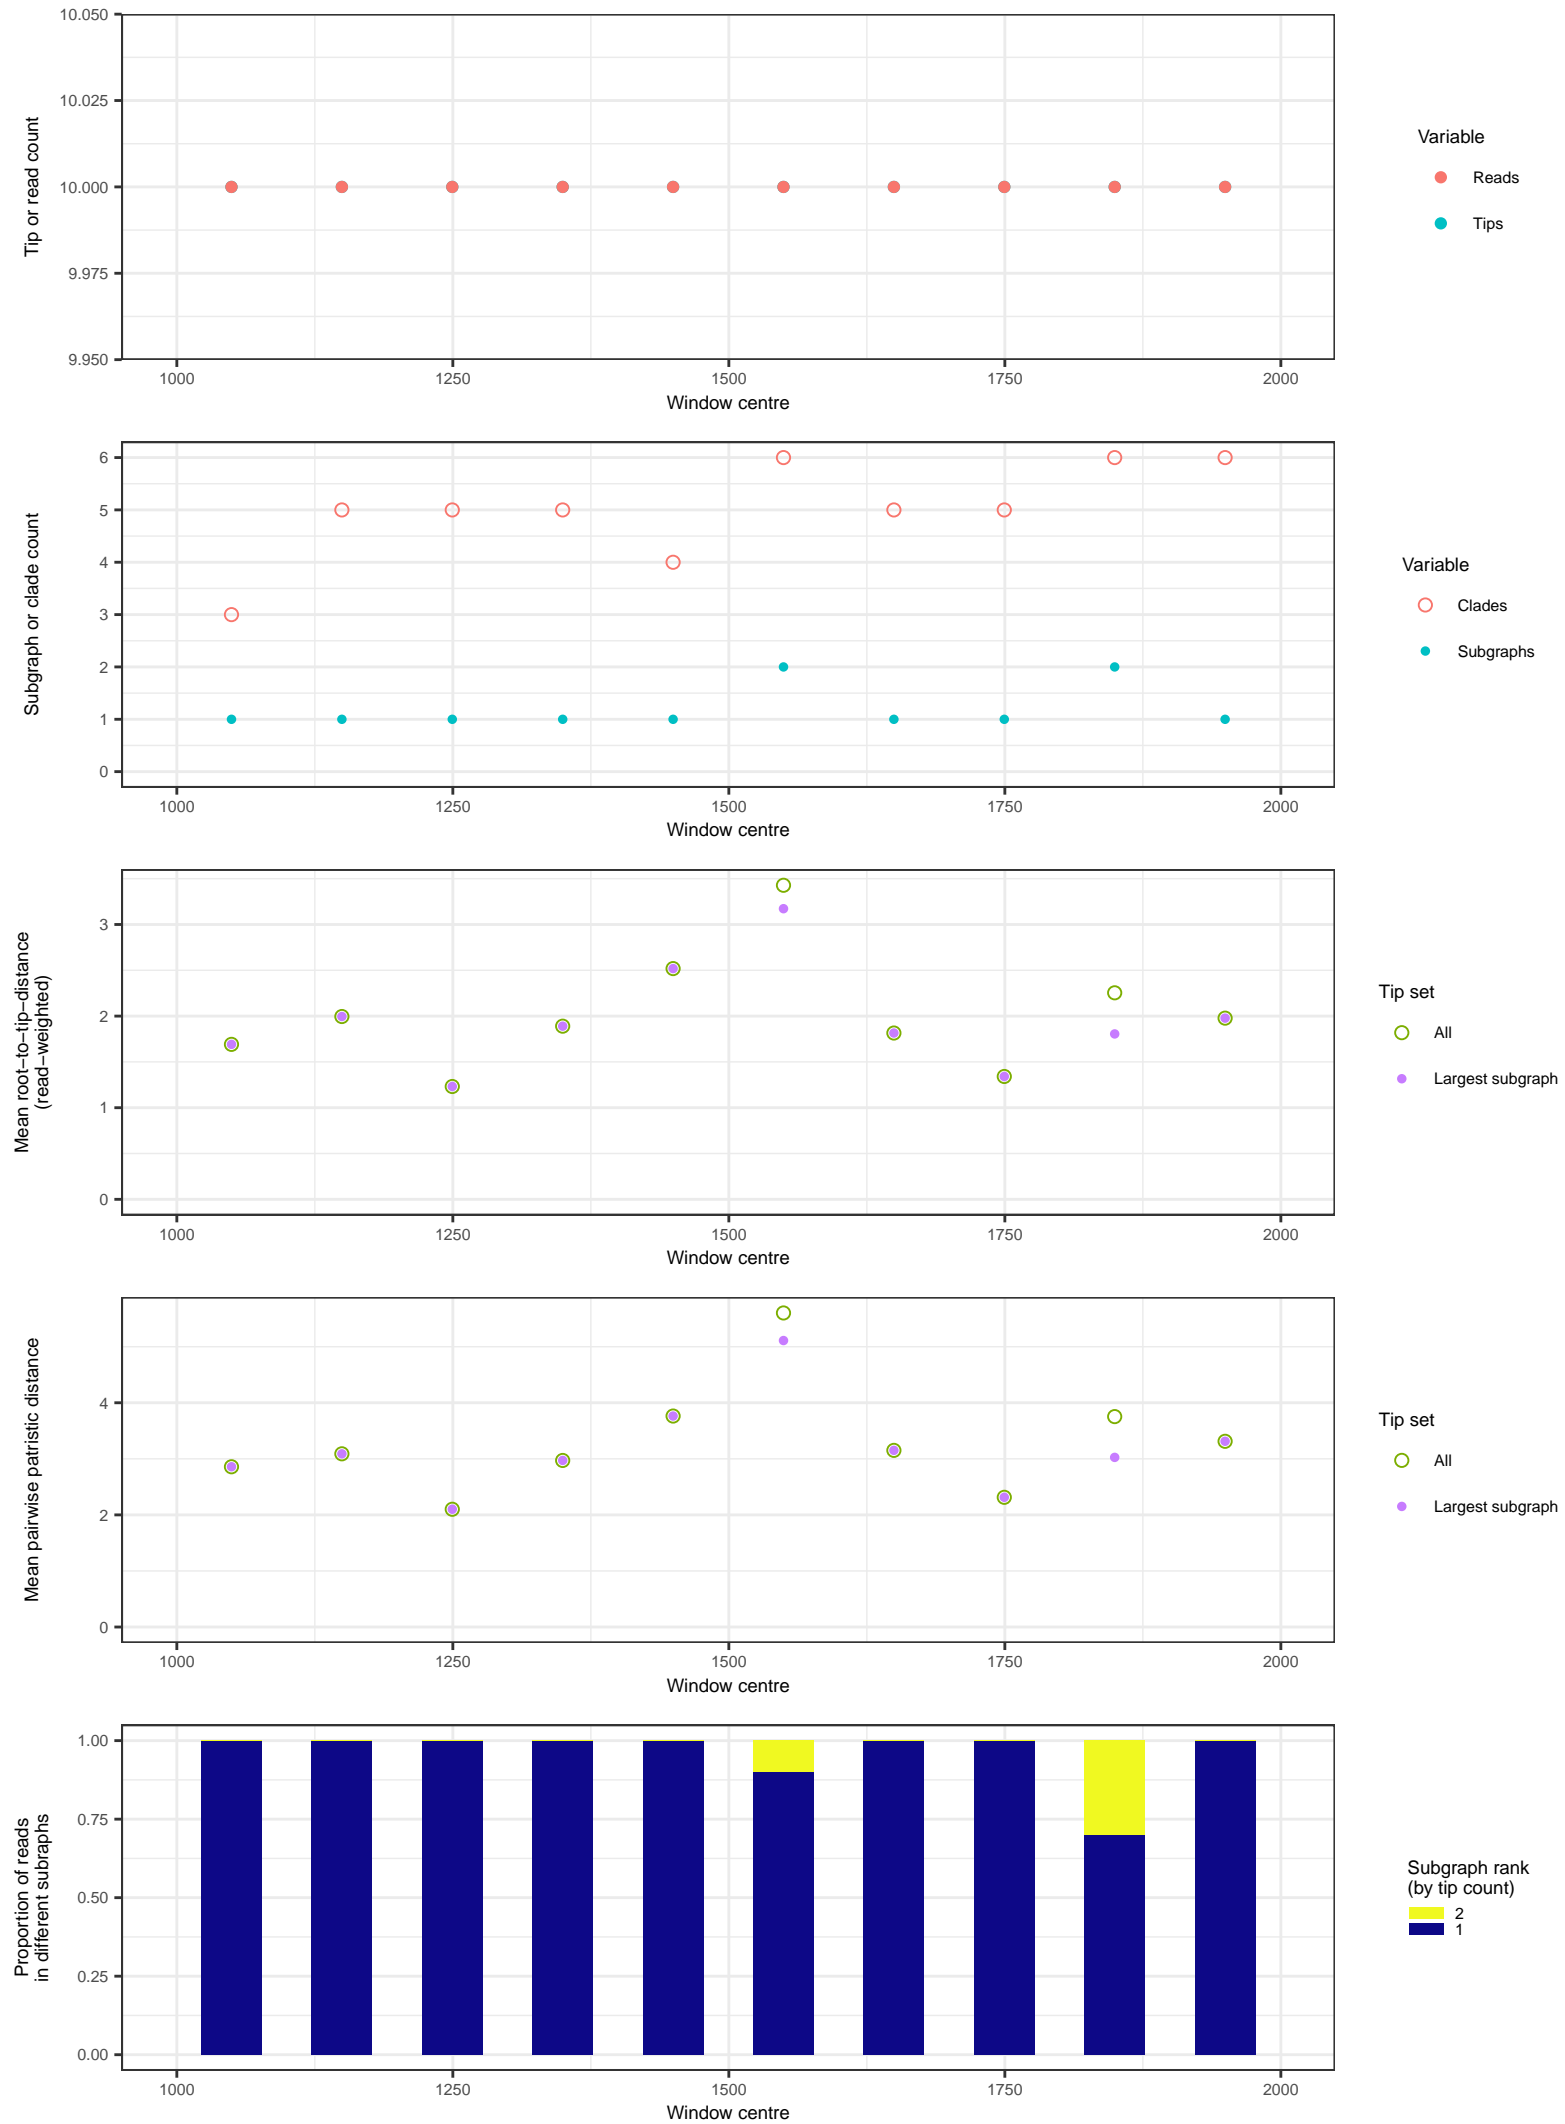 10.050
10.025
10.000
9.975
9.950
Tip or read count
1000 1250 1500 1750 2000
Window centre
Variable
Reads
Tips
6
5
4
3
2
1
0
Subgraph or clade count
1000 1250 1500 1750 2000
Window centre
Variable
Clades
Subgraphs
3
2
1
0
Mean root−to−tip−distance
(read−weighted)
1000 1250 1500 1750 2000
Window centre
Tip set
All
Largest subgraph
4
2
0
Mean pairwise patristic distance
1000 1250 1500 1750 2000
Window centre
Tip set
All
Largest subgraph
1.00
0.75
0.50
0.25
0.00
Proportion of reads
in different subraphs
1000 1250 1500 1750 2000
Window centre
Subgraph rank
(by tip count)
2
1